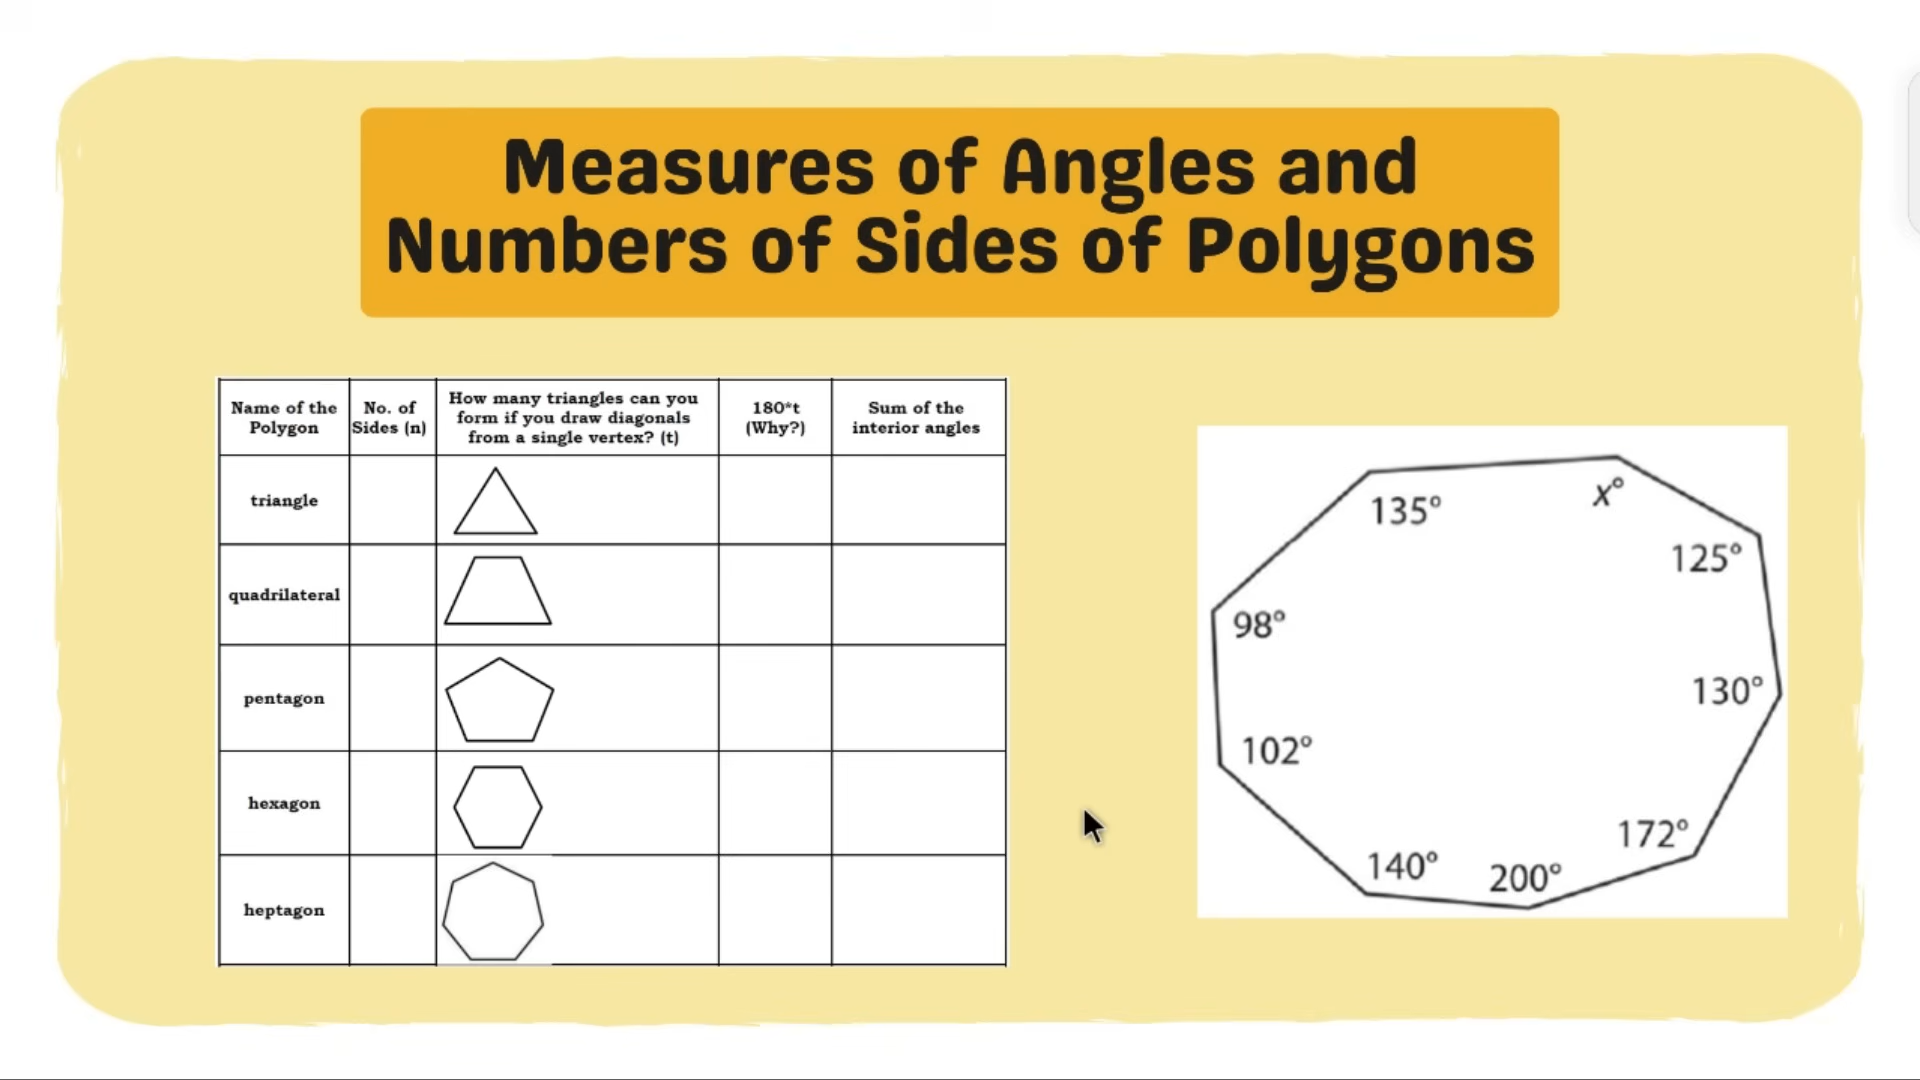 Measures of Angles and
Numbers of Sides of Polygons
Name of the
Polygon
No. of
Sides (n)
How many triangles can you
form if you draw diagonals
from a single vertex? (t)
180*t
(Why?)
Sum of the
interior angles
triangle
quadrilateral
pentagon
hexagon
heptagon
135°
x°
125°
98°
130°
102°
172°
140°
200°